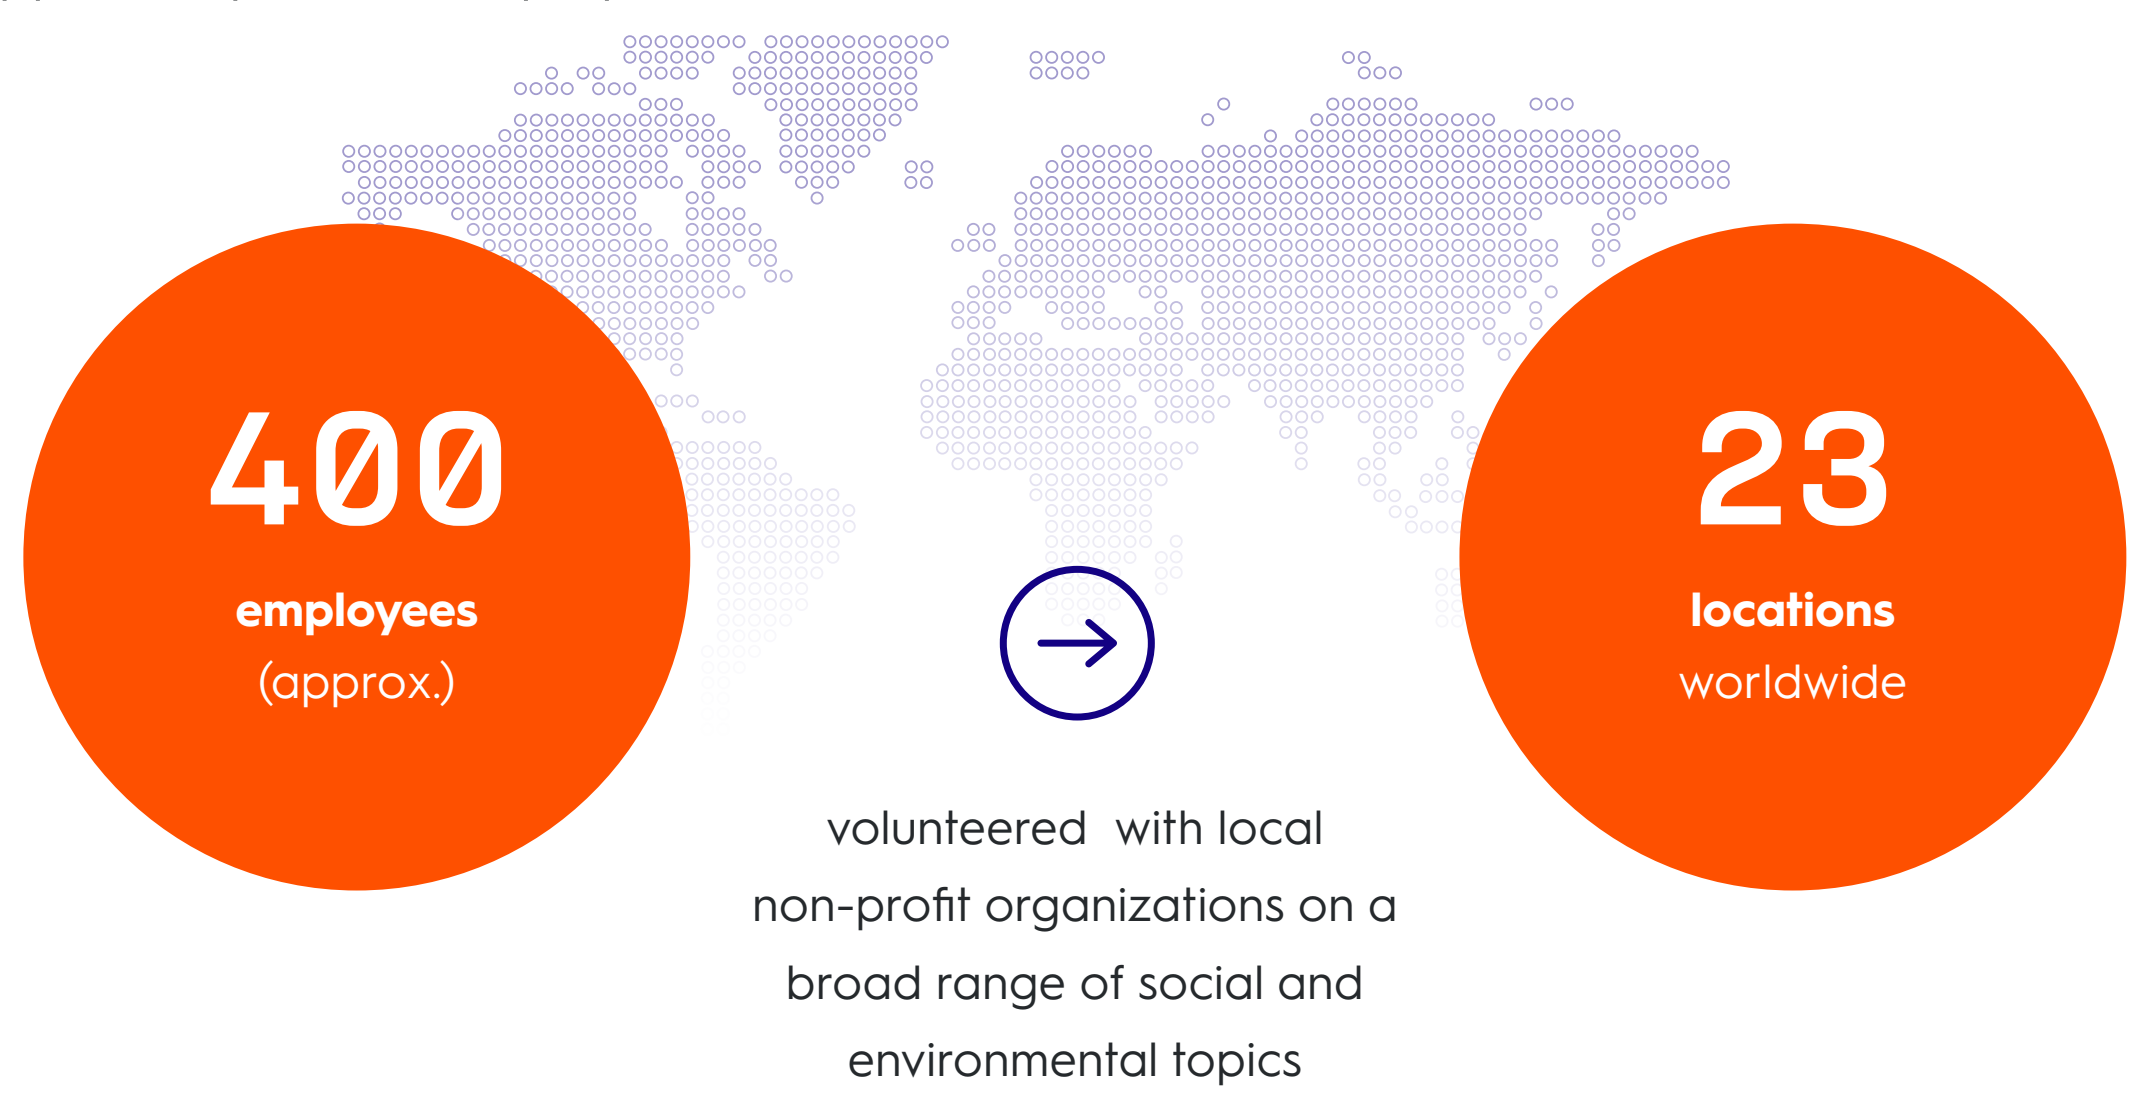 400
employees
(approx.)
volunteered with local
non-profit organizations on a
broad range of social and
environmental topics
23
locations
worldwide